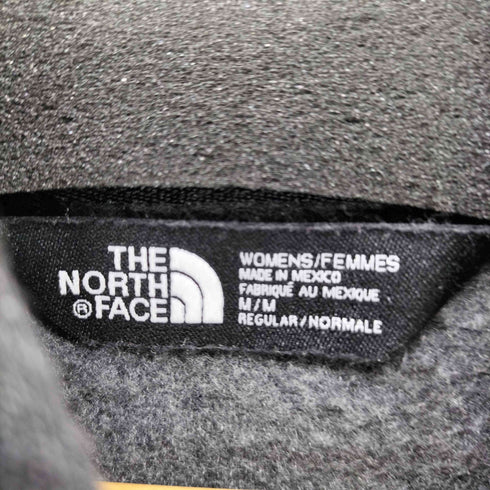 THE
NORTH
® FACE
WOMENS/FEMMES
MADE IN MEXICO
FABRIQUÉ AU MEXIQUE
M/M
REGULAR/NORMALE